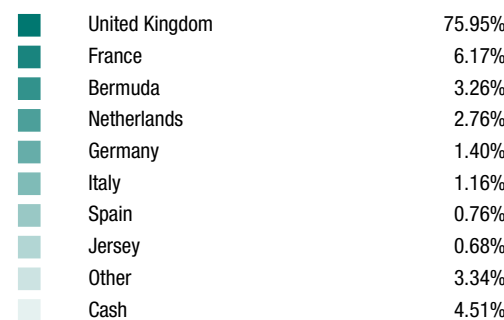 United Kingdom 75.95%
France 6.17%
Bermuda 3.26%
Netherlands 2.76%
Germany 1.40%
Italy 1.16%
Spain 0.76%
Jersey 0.68%
Other 3.34%
Cash 4.51%